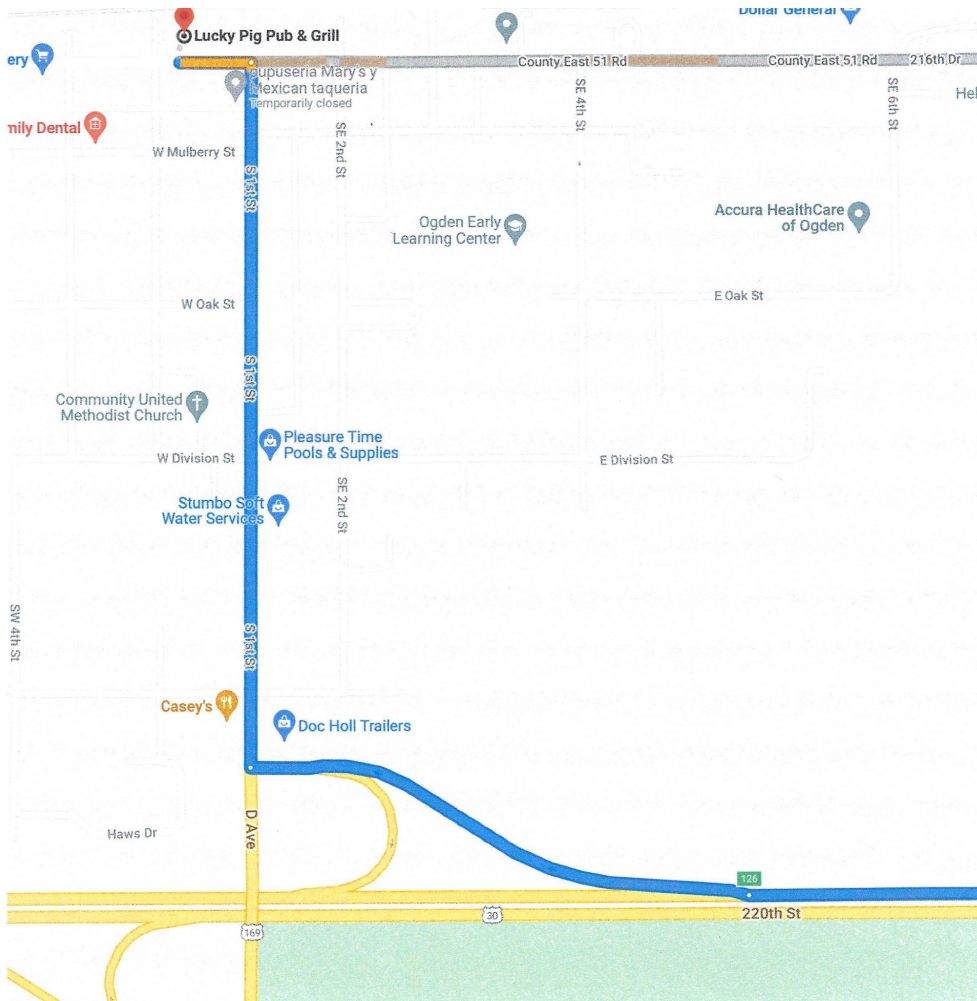 Dollar General
Lucky Pig Pub & Grill
ery
County East 51 Rd
County East 51 Rd
216th Dr
pupuseria Mary's y
Mexican taqueria
Temporarily closed
Hel
SE 4th St
SE 6th St
mily Dental
SE 2nd St
W Mulberry St
S 1st St
Ogden Early
Learning Center
Accura HealthCare
of Ogden
W Oak St
E Oak St
S 1st St
Community United
Methodist Church
Pleasure Time
Pools & Supplies
W Division St
E Division St
SE 2nd St
Stumbo Soft
Water Services
SW 4th St
S 1st St
Casey's
Doc Holl Trailers
D Ave
Haws Dr
126
30
220th St
169